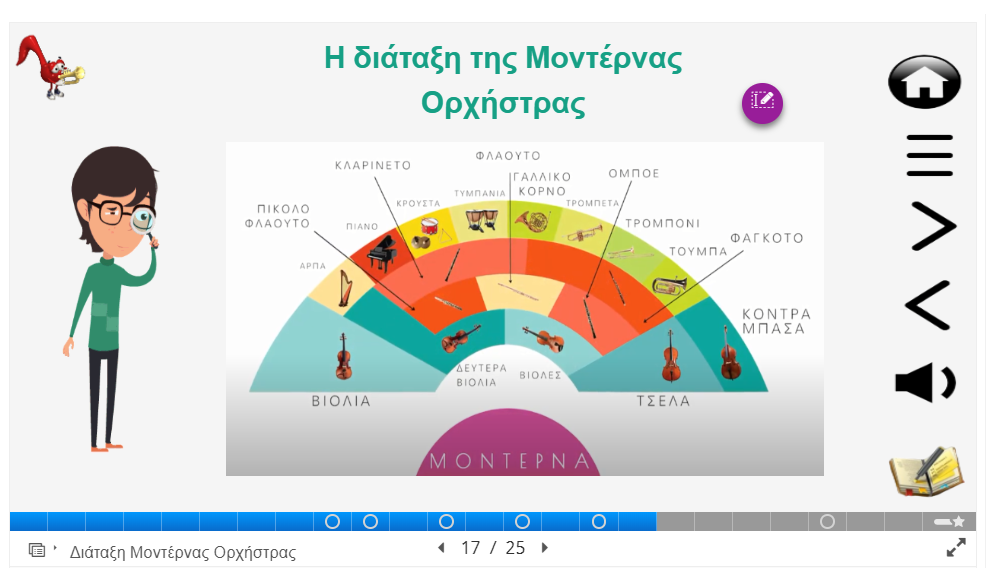 Η διάταξη της Μοντέρνας
Ορχήστρας
ΦΛΑΟΥΤΟ
ΚΛΑΡΙΝΕΤΟ
ΓΑΛΛΙΚΟ
ΚΟΡΝΟ
ΟΜΠΟΕ
ΤΥΜΠΑΝΙΑ
ΚΡΟΥΣΤΑ
ΤΡΟΜΠΕΤΑ
ΠΙΚΟΛΟ
ΦΛΑΟΥΤΟ
ΠΙΑΝΟ
ΤΡΟΜΠΟΝΙ
ΦΑΓΚΟΤΟ
ΤΟΥΜΠΑ
ΑΡΠΑ
ΚΟΝΤΡΑ
ΜΠΑΣΑ
ΔΕΥΤΕΡΑ
ΒΙΟΛΙΑ
ΒΙΟΛΕΣ
ΒΙΟΛΙΑ
ΤΣΕΛΑ
ΜΟΝΤΕΡΝΑ
Διάταξη Μοντέρνας Ορχήστρας
17 / 25